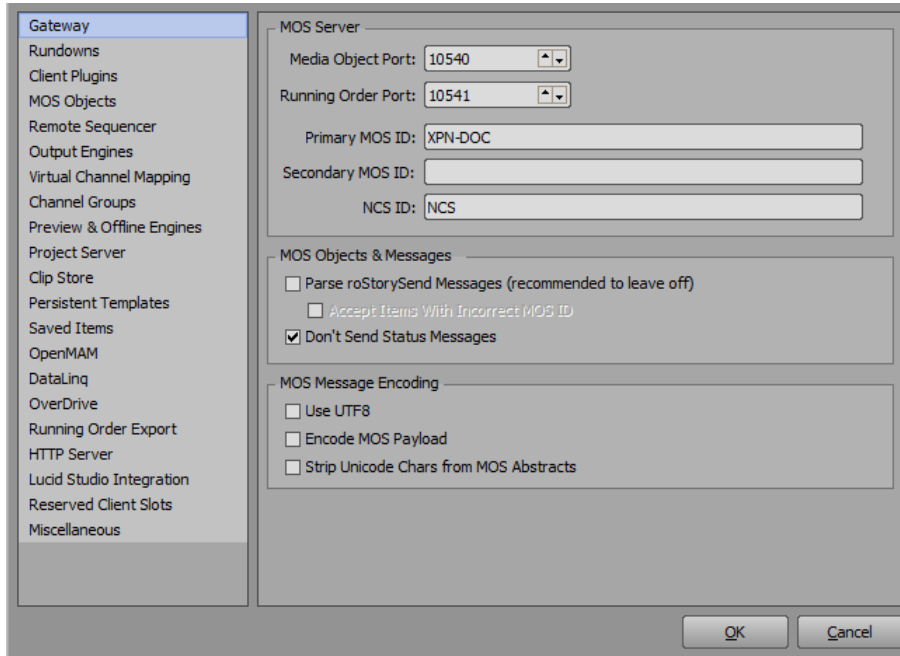 Gateway
Rundowns
Client Plugins
MOS Objects
Remote Sequencer
Output Engines
Virtual Channel Mapping
Channel Groups
Preview & Offline Engines
Project Server
Clip Store
Persistent Templates
Saved Items
OpenMAM
DataLinq
OverDrive
Running Order Export
HTTP Server
Lucid Studio Integration
Reserved Client Slots
Miscellaneous
MOS Server
Media Object Port: 10540
Running Order Port: 10541
Primary MOS ID: XPN-DOC
Secondary MOS ID:
NCS ID: NCS
MOS Objects & Messages
Parse roStorySend Messages (recommended to leave off)
Accept Items With Incorrect MOS ID
Don't Send Status Messages
MOS Message Encoding
Use UTF8
Encode MOS Payload
Strip Unicode Chars from MOS Abstracts
OK Cancel